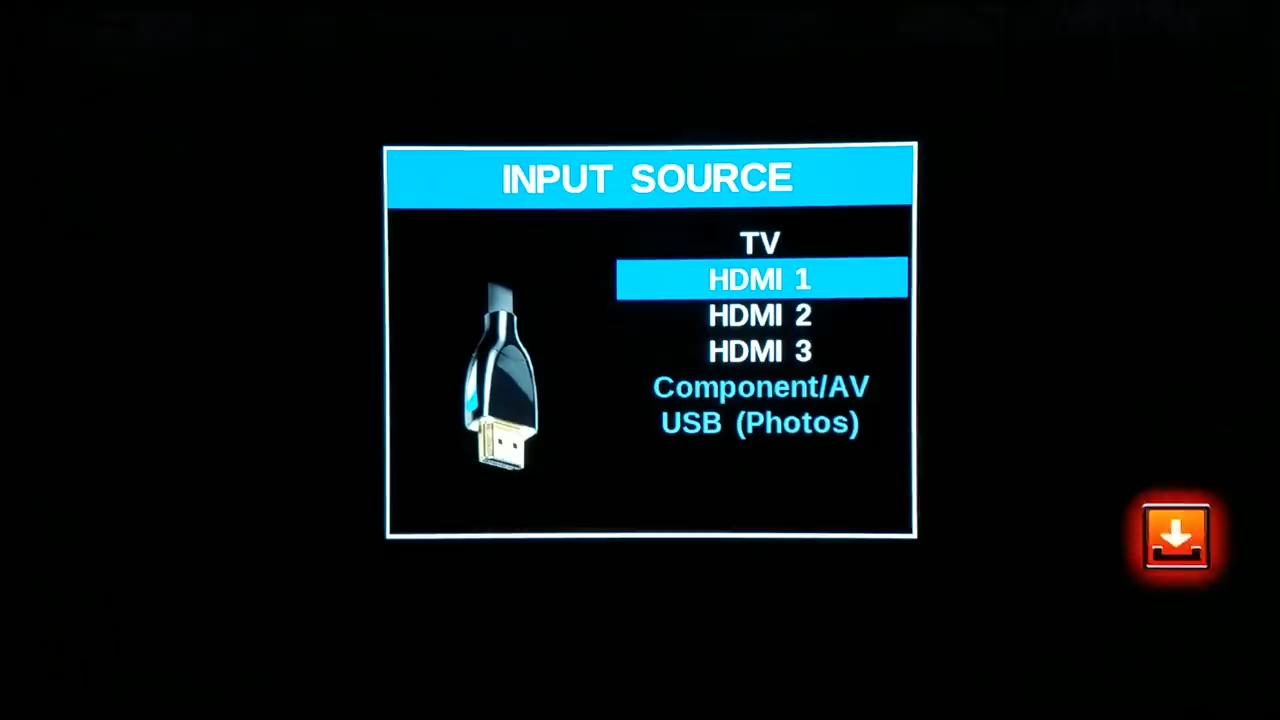 INPUT SOURCE
TV
HDMI 1
HDMI 2
HDMI 3
Component/AV
USB (Photos)